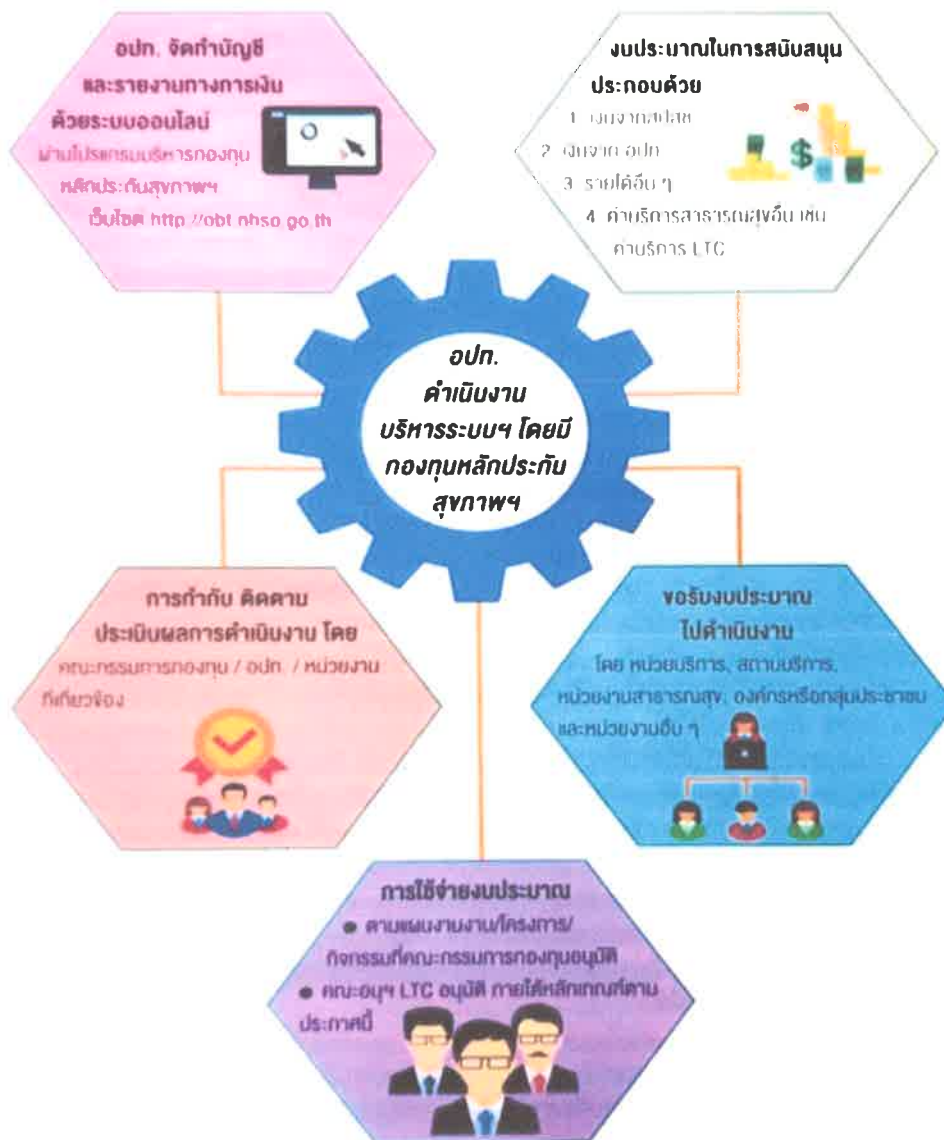 อปท. จัดทำบัญชี
และรายงานทางการเงิน
ด้วยระบบออนไลน์
ผ่านโปรแกรมบริหารกองทุน
หลักประกันสุขภาพฯ
เว็บไซต์ http://obt.nhso.go.th
งบประมาณในการสนับสนุน
ประกอบด้วย
1. เงินจากสปสช
2. เงินจาก อปท
3. รายได้อื่น ๆ
4. ค่าบริการสาธารณสุขอื่น เช่น
ค่าบริการ LTC
อปท.
ดำเนินงาน
บริหารระบบฯ โดยมี
กองทุนหลักประกัน
สุขภาพฯ
การกำกับ ติดตาม
ประเมินผลการดำเนินงาน โดย
คณะกรรมการกองทุน / อปท. / หน่วยงาน
ที่เกี่ยวข้อง
ขอรับงบประมาณ
ไปดำเนินงาน
โดย หน่วยบริการ, สถานบริการ,
หน่วยงานสาธารณสุข, องค์กรหรือกลุ่มประชาชน
และหน่วยงานอื่น ๆ
การใช้จ่ายงบประมาณ
● ตามแผนงานงาน/โครงการ/
กิจกรรมที่คณะกรรมการกองทุนอนุมัติ
● คณะอนุฯ LTC อนุมัติ ภายใต้หลักเกณฑ์ตาม
ประกาศนี้